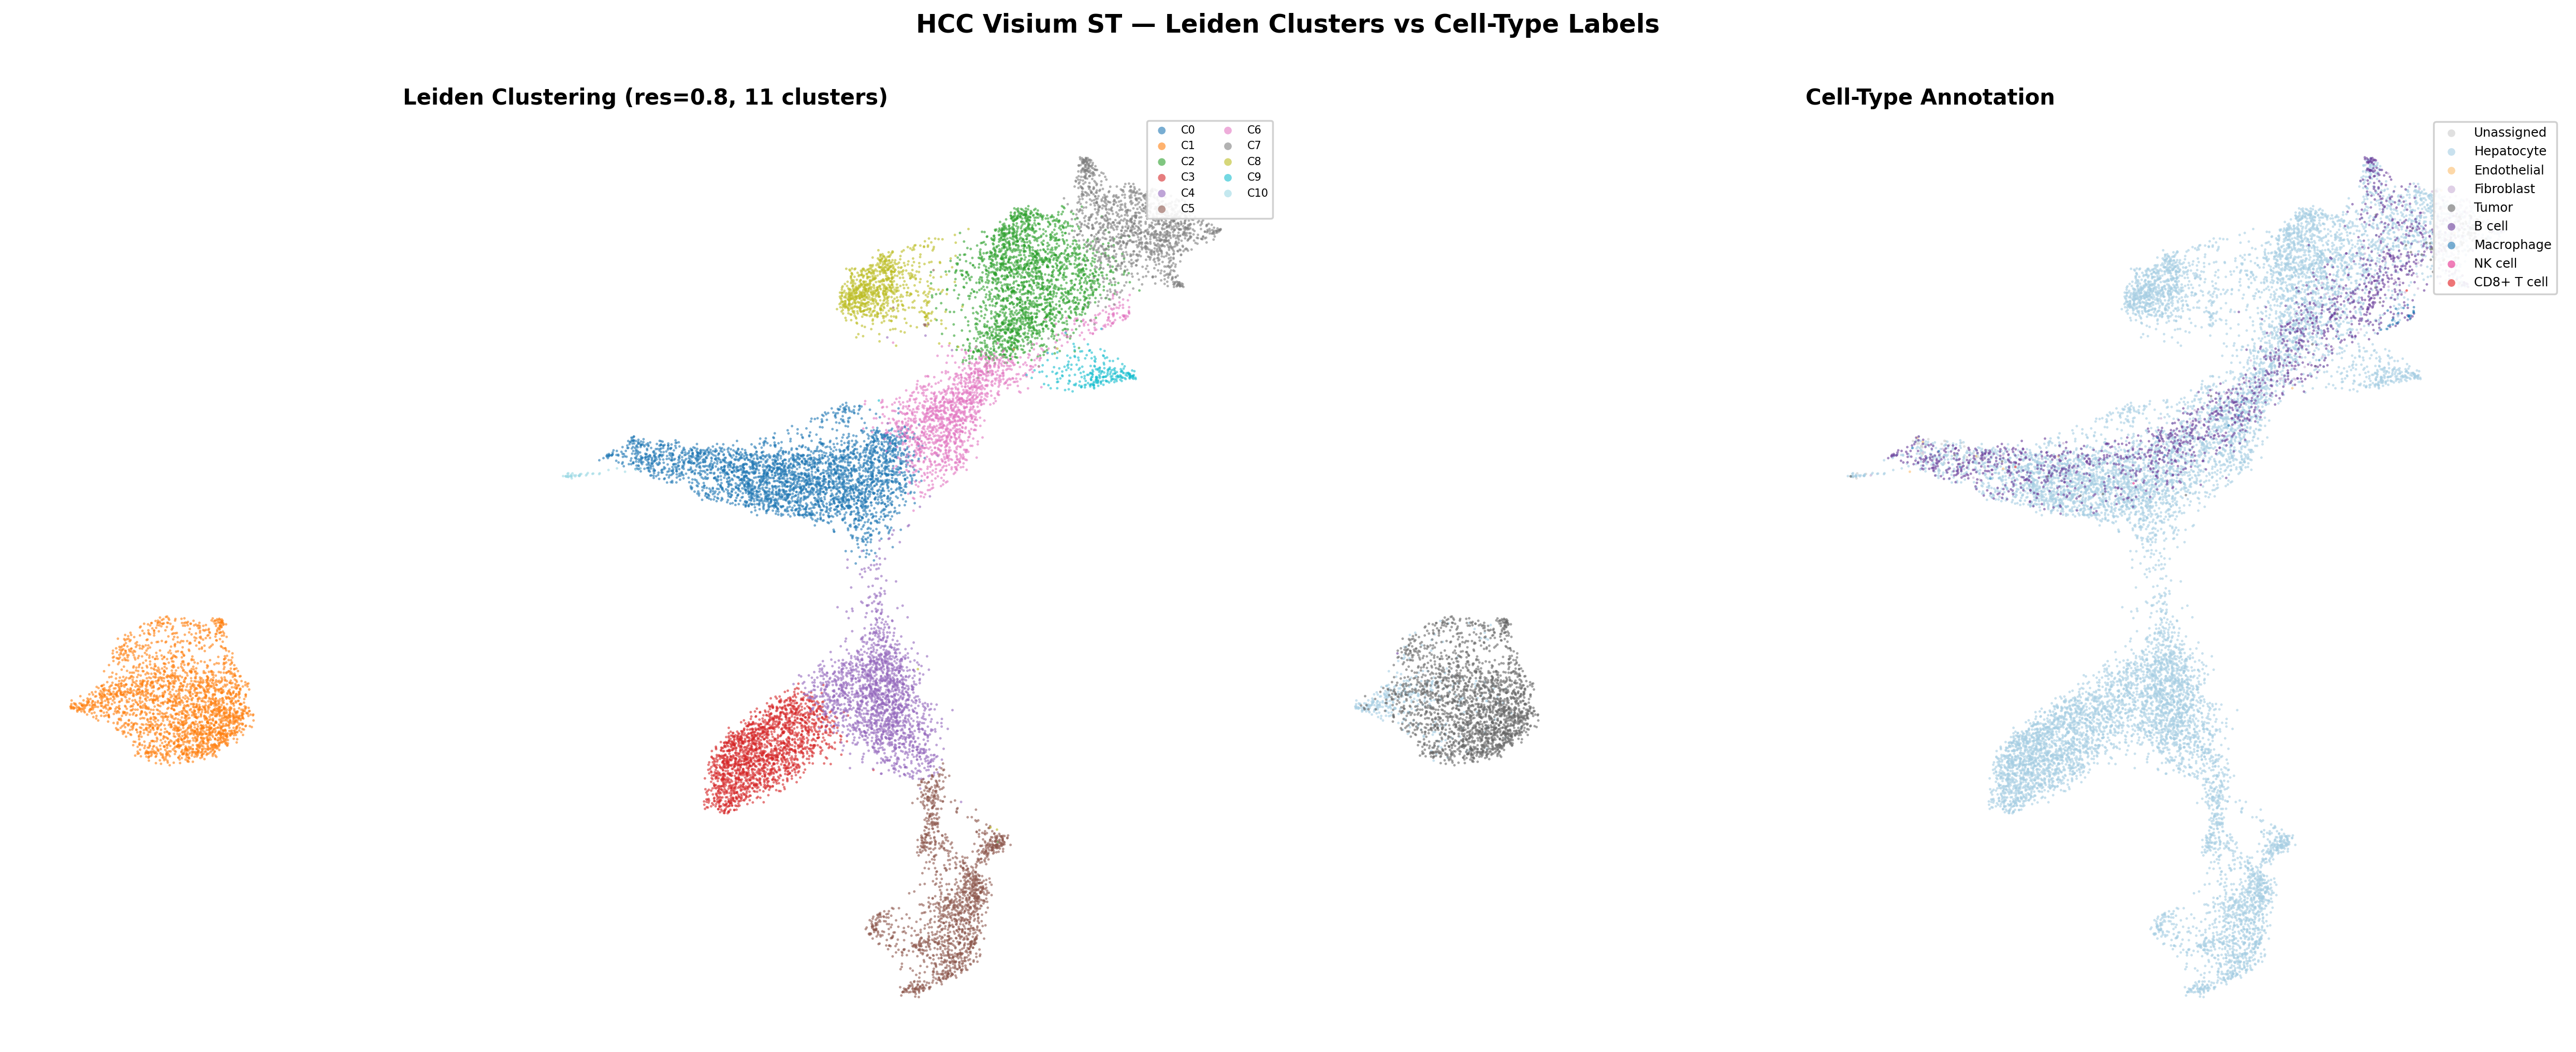 HCC Visium ST — Leiden Clusters vs Cell-Type Labels
Leiden Clustering (res=0.8, 11 clusters)
C0
C1
C2
C3
C4
C5
C6
C7
C8
C9
C10
Cell-Type Annotation
Unassigned
Hepatocyte
Endothelial
Fibroblast
Tumor
B cell
Macrophage
NK cell
CD8+ T cell